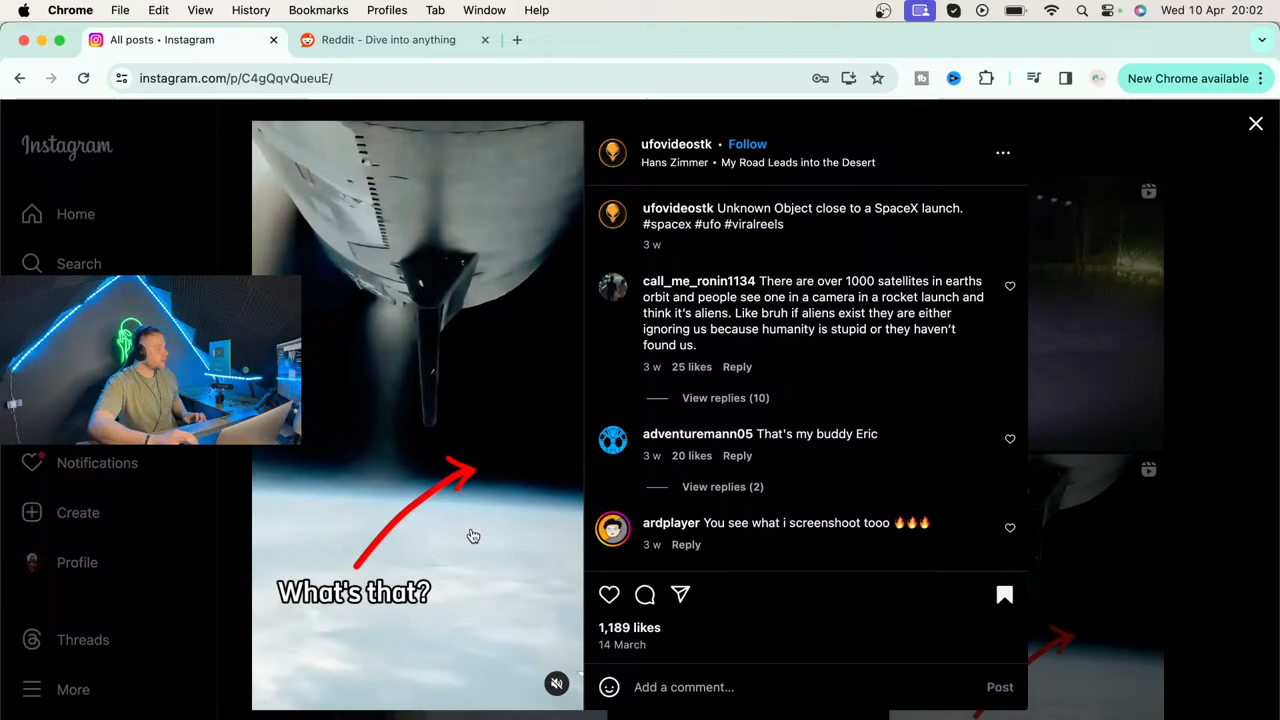 Chrome File Edit View History Bookmarks Profiles Tab Window Help Wed 10 Apr 20:02
All posts • Instagram Reddit - Dive into anything
instagram.com/p/C4gQqvQueuE/ New Chrome available
Instagram
Home
Search
Notifications
Create
Profile
Threads
More
What's that?
ufovideostk • Follow
Hans Zimmer • My Road Leads into the Desert
ufovideostk Unknown Object close to a SpaceX launch.
#spacex #ufo #viralreels
3 w
call_me_ronin1134 There are over 1000 satellites in earths
orbit and people see one in a camera in a rocket launch and
think it’s aliens. Like bruh if aliens exist they are either
ignoring us because humanity is stupid or they haven’t
found us.
3 w 25 likes Reply
View replies (10)
adventuremann05 That's my buddy Eric
3 w 20 likes Reply
View replies (2)
ardplayer You see what i screenshoot tooo 🔥🔥🔥
3 w Reply
1,189 likes
14 March
Add a comment... Post